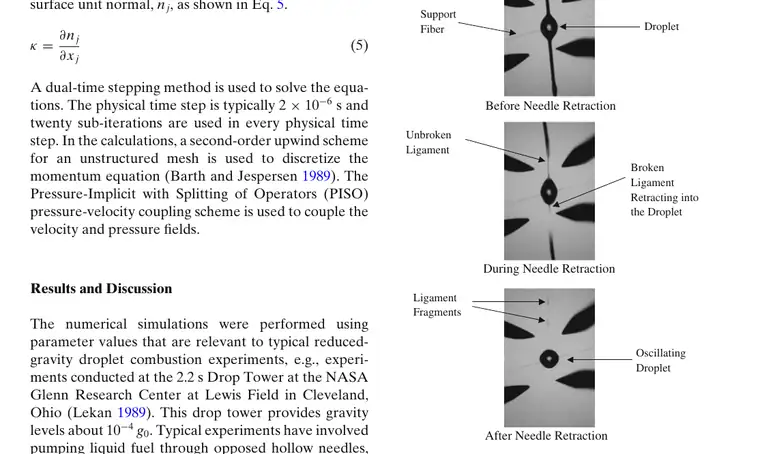 surface unit normal, nj, as shown in Eq. 5.
κ = ∂nj / ∂xj (5)
A dual-time stepping method is used to solve the equa-
tions. The physical time step is typically 2 × 10−6 s and
twenty sub-iterations are used in every physical time
step. In the calculations, a second-order upwind scheme
for an unstructured mesh is used to discretize the
momentum equation (Barth and Jespersen 1989). The
Pressure-Implicit with Splitting of Operators (PISO)
pressure-velocity coupling scheme is used to couple the
velocity and pressure fields.
Results and Discussion
The numerical simulations were performed using
parameter values that are relevant to typical reduced-
gravity droplet combustion experiments, e.g., experi-
ments conducted at the 2.2 s Drop Tower at the NASA
Glenn Research Center at Lewis Field in Cleveland,
Ohio (Lekan 1989). This drop tower provides gravity
levels about 10−4 g0. Typical experiments have involved
pumping liquid fuel through opposed hollow needles,
Support
Fiber
Droplet
Before Needle Retraction
Unbroken
Ligament
Broken
Ligament
Retracting into
the Droplet
During Needle Retraction
Ligament
Fragments
Oscillating
Droplet
After Needle Retraction